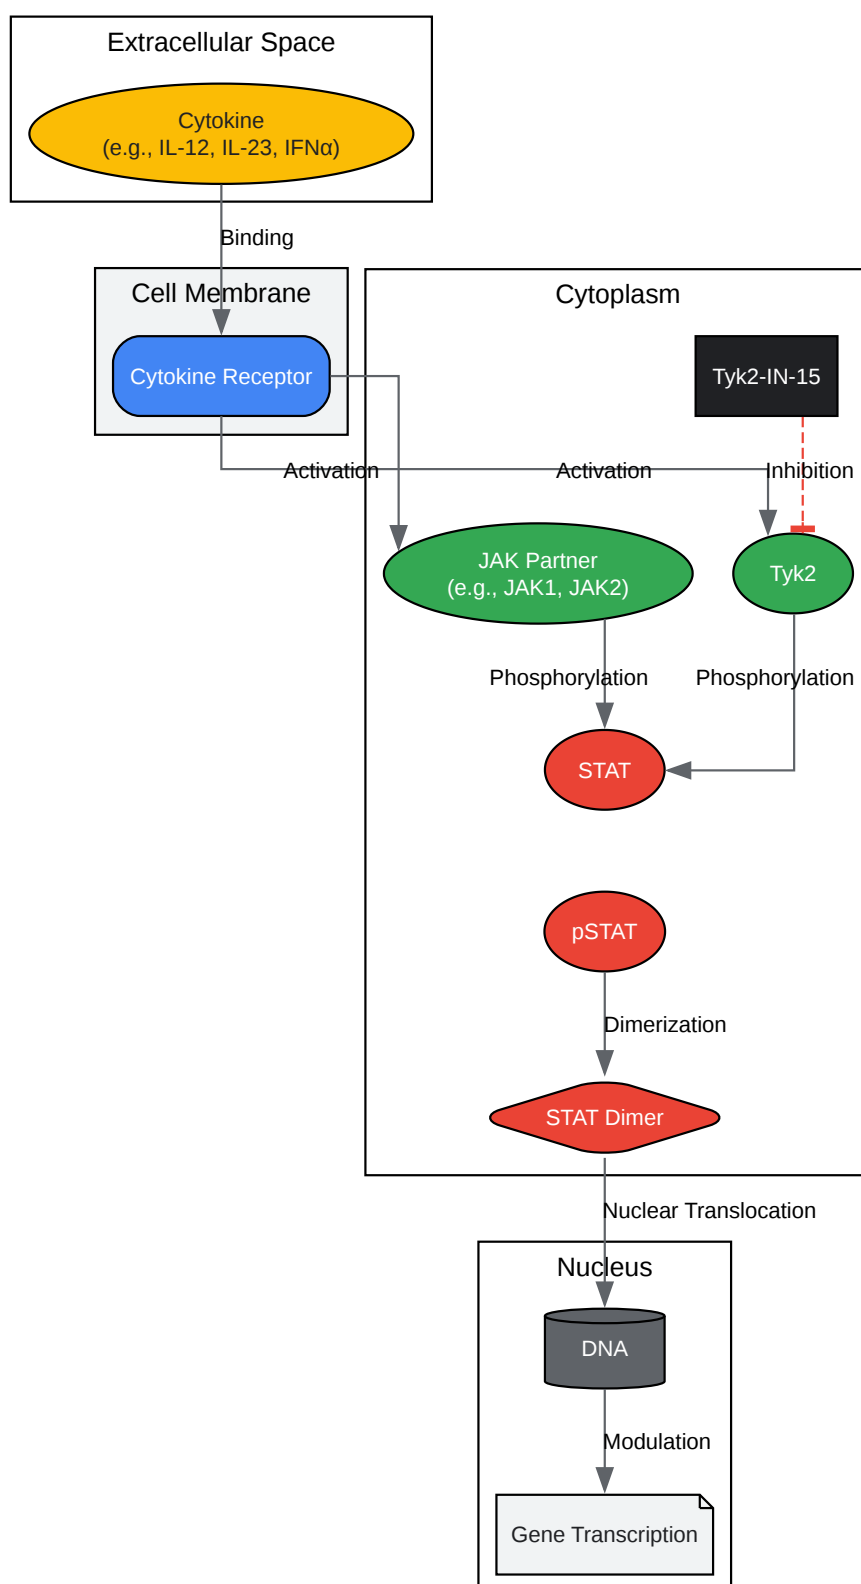 Extracellular Space
Cytokine
(e.g., IL-12, IL-23, IFNα)
Binding
Cell Membrane
Cytoplasm
Cytokine Receptor
Tyk2-IN-15
Activation
Activation
Inhibition
JAK Partner
(e.g., JAK1, JAK2)
Tyk2
Phosphorylation
Phosphorylation
STAT
pSTAT
Dimerization
STAT Dimer
Nuclear Translocation
Nucleus
DNA
Modulation
Gene Transcription